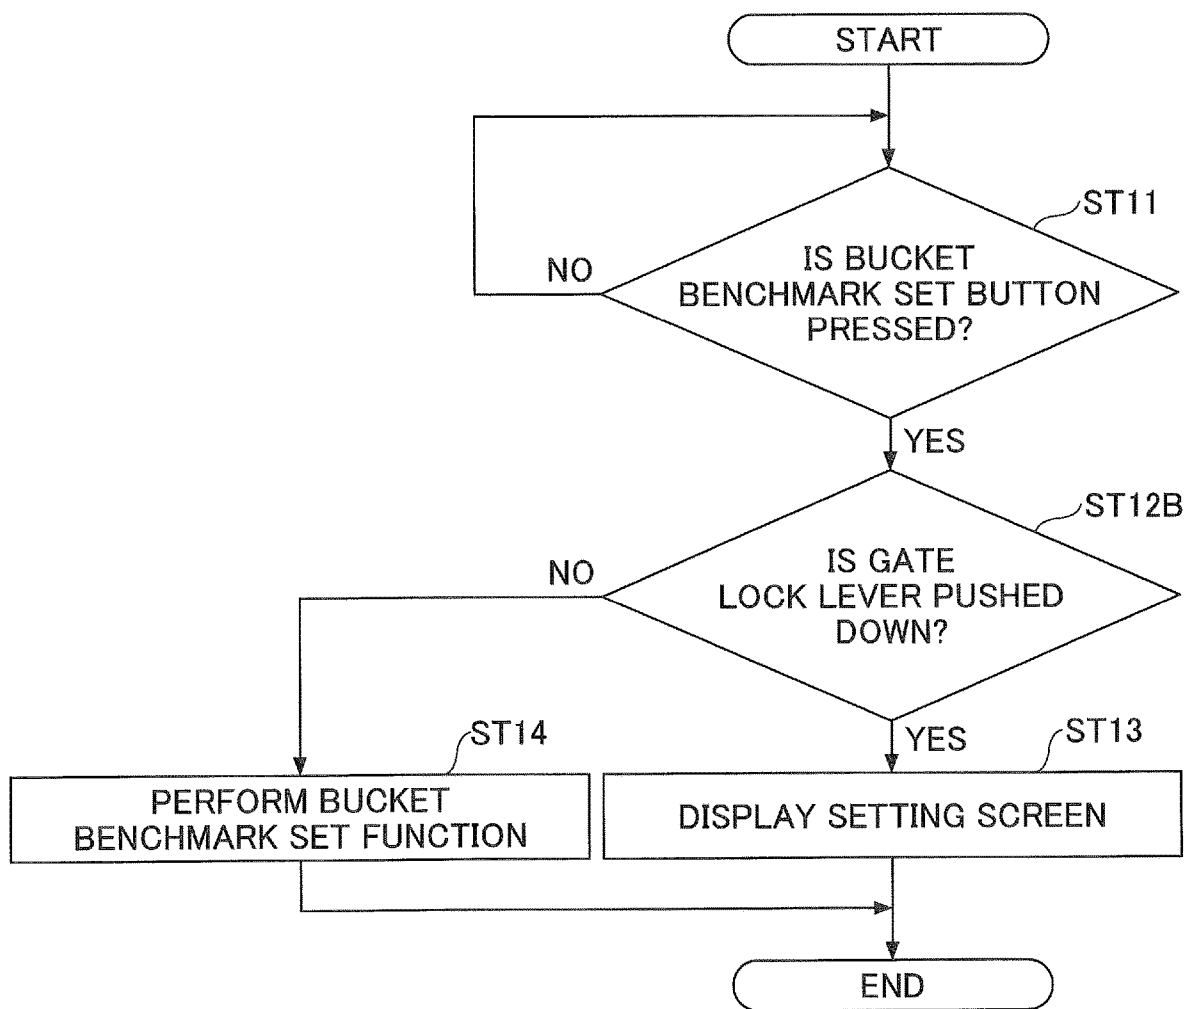 START
ST11
IS BUCKET
BENCHMARK SET BUTTON
PRESSED?
NO
YES
ST12B
IS GATE
LOCK LEVER PUSHED
DOWN?
NO
YES
ST14
PERFORM BUCKET
BENCHMARK SET FUNCTION
ST13
DISPLAY SETTING SCREEN
END